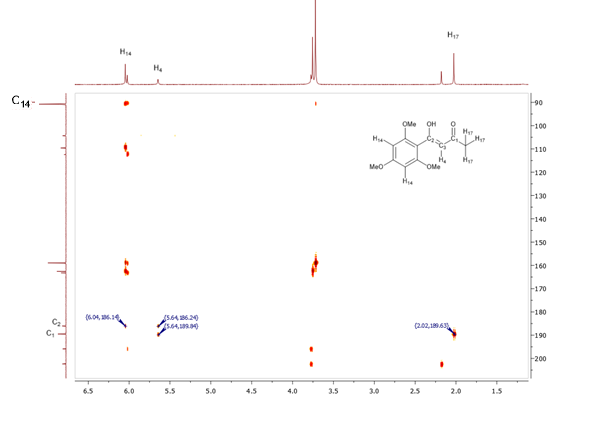 H14
H4
H17
C14-
90
100
110
120
130
140
150
160
170
180
190
200
OH
O
OMe
H14
C2
C3
C1
H17
H17
H4
H17
MeO
OMe
H14
{6.04,186.14}
{5.64,186.24}
{5.64,189.84}
{2.02,189.63}
C2
C1
6.5 6.0 5.5 5.0 4.5 4.0 3.5 3.0 2.5 2.0 1.5